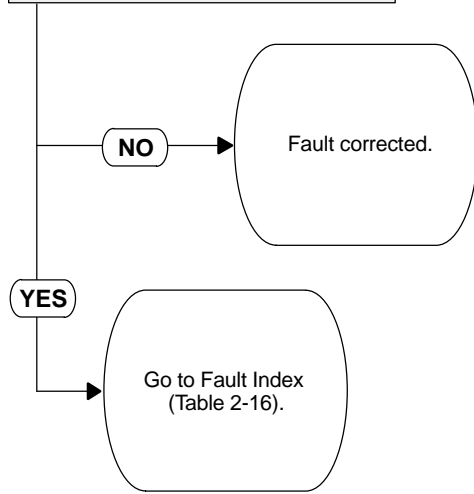 NO
Fault corrected.
YES
Go to Fault Index
(Table 2-16).